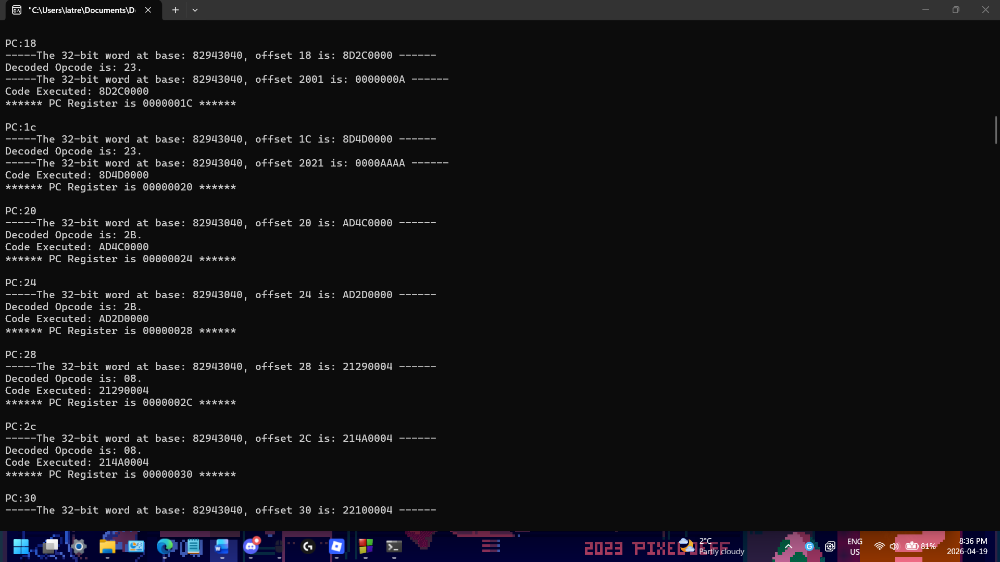 "C:\Users\latre\Documents\D
PC:18
-----The 32-bit word at base: 82943040, offset 18 is: 8D2C0000 ------
Decoded Opcode is: 23.
-----The 32-bit word at base: 82943040, offset 2001 is: 0000000A ------
Code Executed: 8D2C0000
****** PC Register is 0000001C ******
PC:1c
-----The 32-bit word at base: 82943040, offset 1C is: 8D4D0000 ------
Decoded Opcode is: 23.
-----The 32-bit word at base: 82943040, offset 2021 is: 0000AAAA ------
Code Executed: 8D4D0000
****** PC Register is 00000020 ******
PC:20
-----The 32-bit word at base: 82943040, offset 20 is: AD4C0000 ------
Decoded Opcode is: 2B.
Code Executed: AD4C0000
****** PC Register is 00000024 ******
PC:24
-----The 32-bit word at base: 82943040, offset 24 is: AD2D0000 ------
Decoded Opcode is: 2B.
Code Executed: AD2D0000
****** PC Register is 00000028 ******
PC:28
-----The 32-bit word at base: 82943040, offset 28 is: 21290004 ------
Decoded Opcode is: 08.
Code Executed: 21290004
****** PC Register is 0000002C ******
PC:2c
-----The 32-bit word at base: 82943040, offset 2C is: 214A0004 ------
Decoded Opcode is: 08.
Code Executed: 214A0004
****** PC Register is 00000030 ******
PC:30
-----The 32-bit word at base: 82943040, offset 30 is: 22100004 ------
2023
2°C
Partly cloudy
ENG
US
81%
8:36 PM
2026-04-19